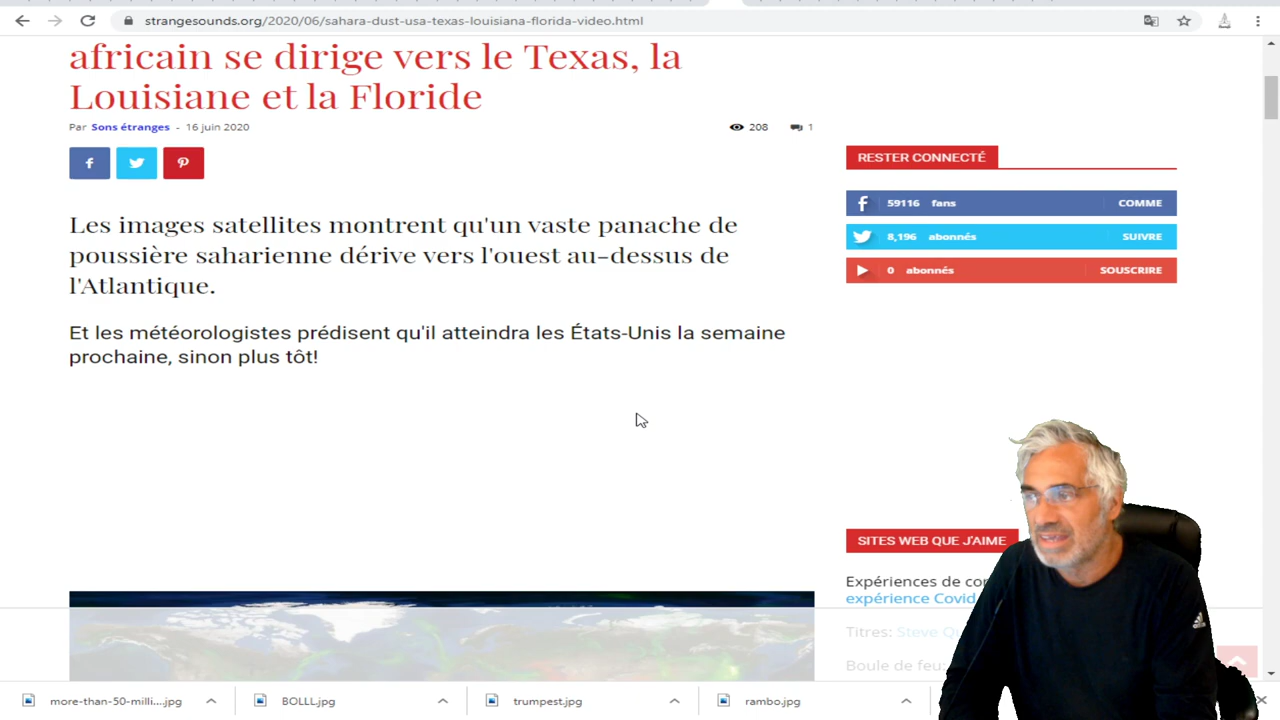 strangesounds.org/2020/06/sahara-dust-usa-texas-louisiana-florida-video.html
africain se dirige vers le Texas, la
Louisiane et la Floride
Par Sons étranges - 16 juin 2020
208
1
Les images satellites montrent qu'un vaste panache de
poussière saharienne dérive vers l'ouest au-dessus de
l'Atlantique.
Et les météorologistes prédisent qu'il atteindra les États-Unis la semaine
prochaine, sinon plus tôt!
RESTER CONNECTÉ
59116 fans COMME
8,196 abonnés SUIVRE
0 abonnés SOUSCRIRE
SITES WEB QUE J'AIME
Expériences de
expérience Covid
Titres: Steve
Boule de feu:
more-than-50-milli....jpg
BOLLL.jpg
trumpest.jpg
rambo.jpg